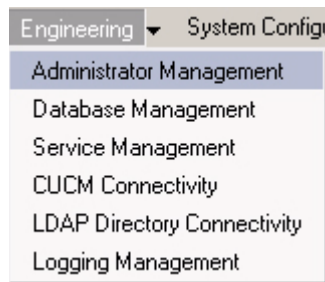 Engineering System Config
Administrator Management
Database Management
Service Management
CUCM Connectivity
LDAP Directory Connectivity
Logging Management